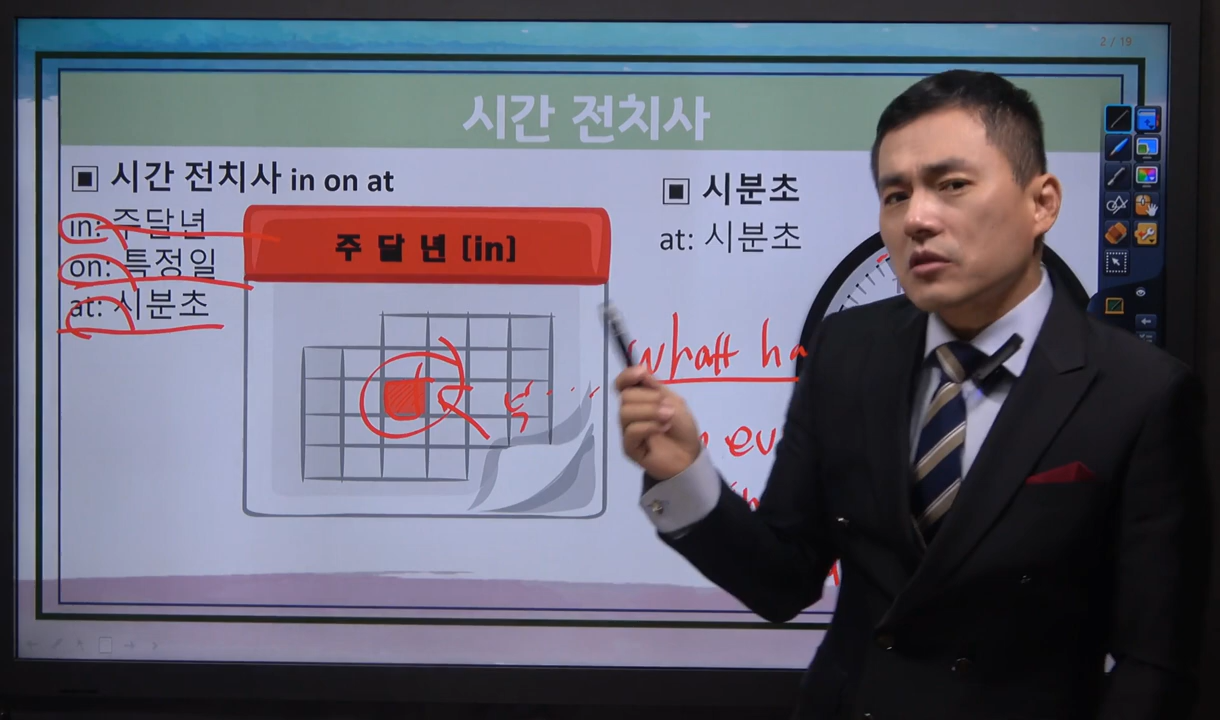 2 / 19
시간 전치사
▣ 시간 전치사 in on at
in: 주달년
on: 특정일
at: 시분초
주 달 년 [in]
▣ 시분초
at: 시분초